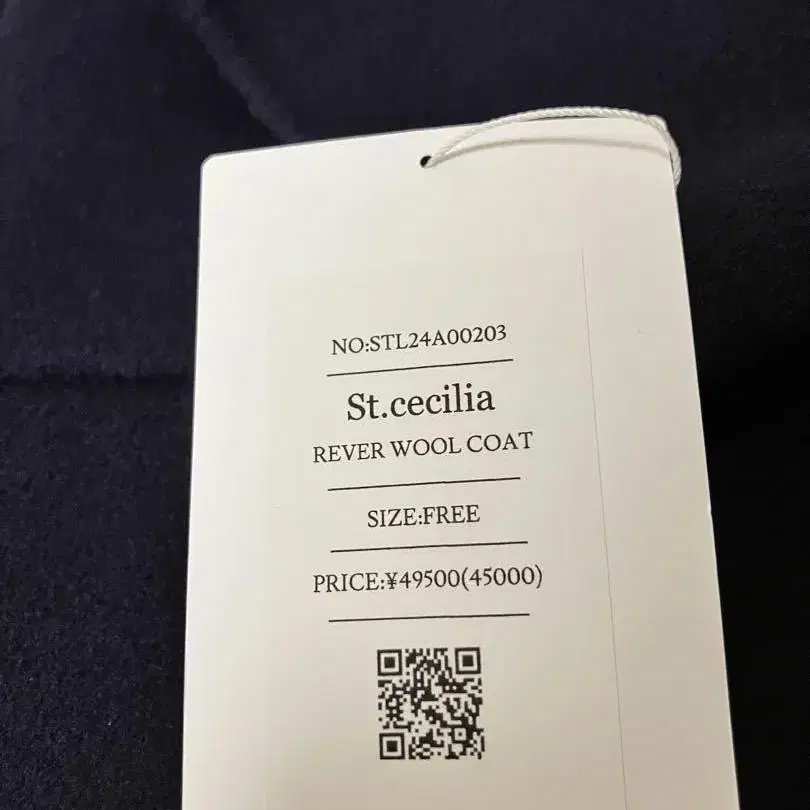 NO:STL24A00203
St.cecilia
REVER WOOL COAT
SIZE:FREE
PRICE:¥49500(45000)